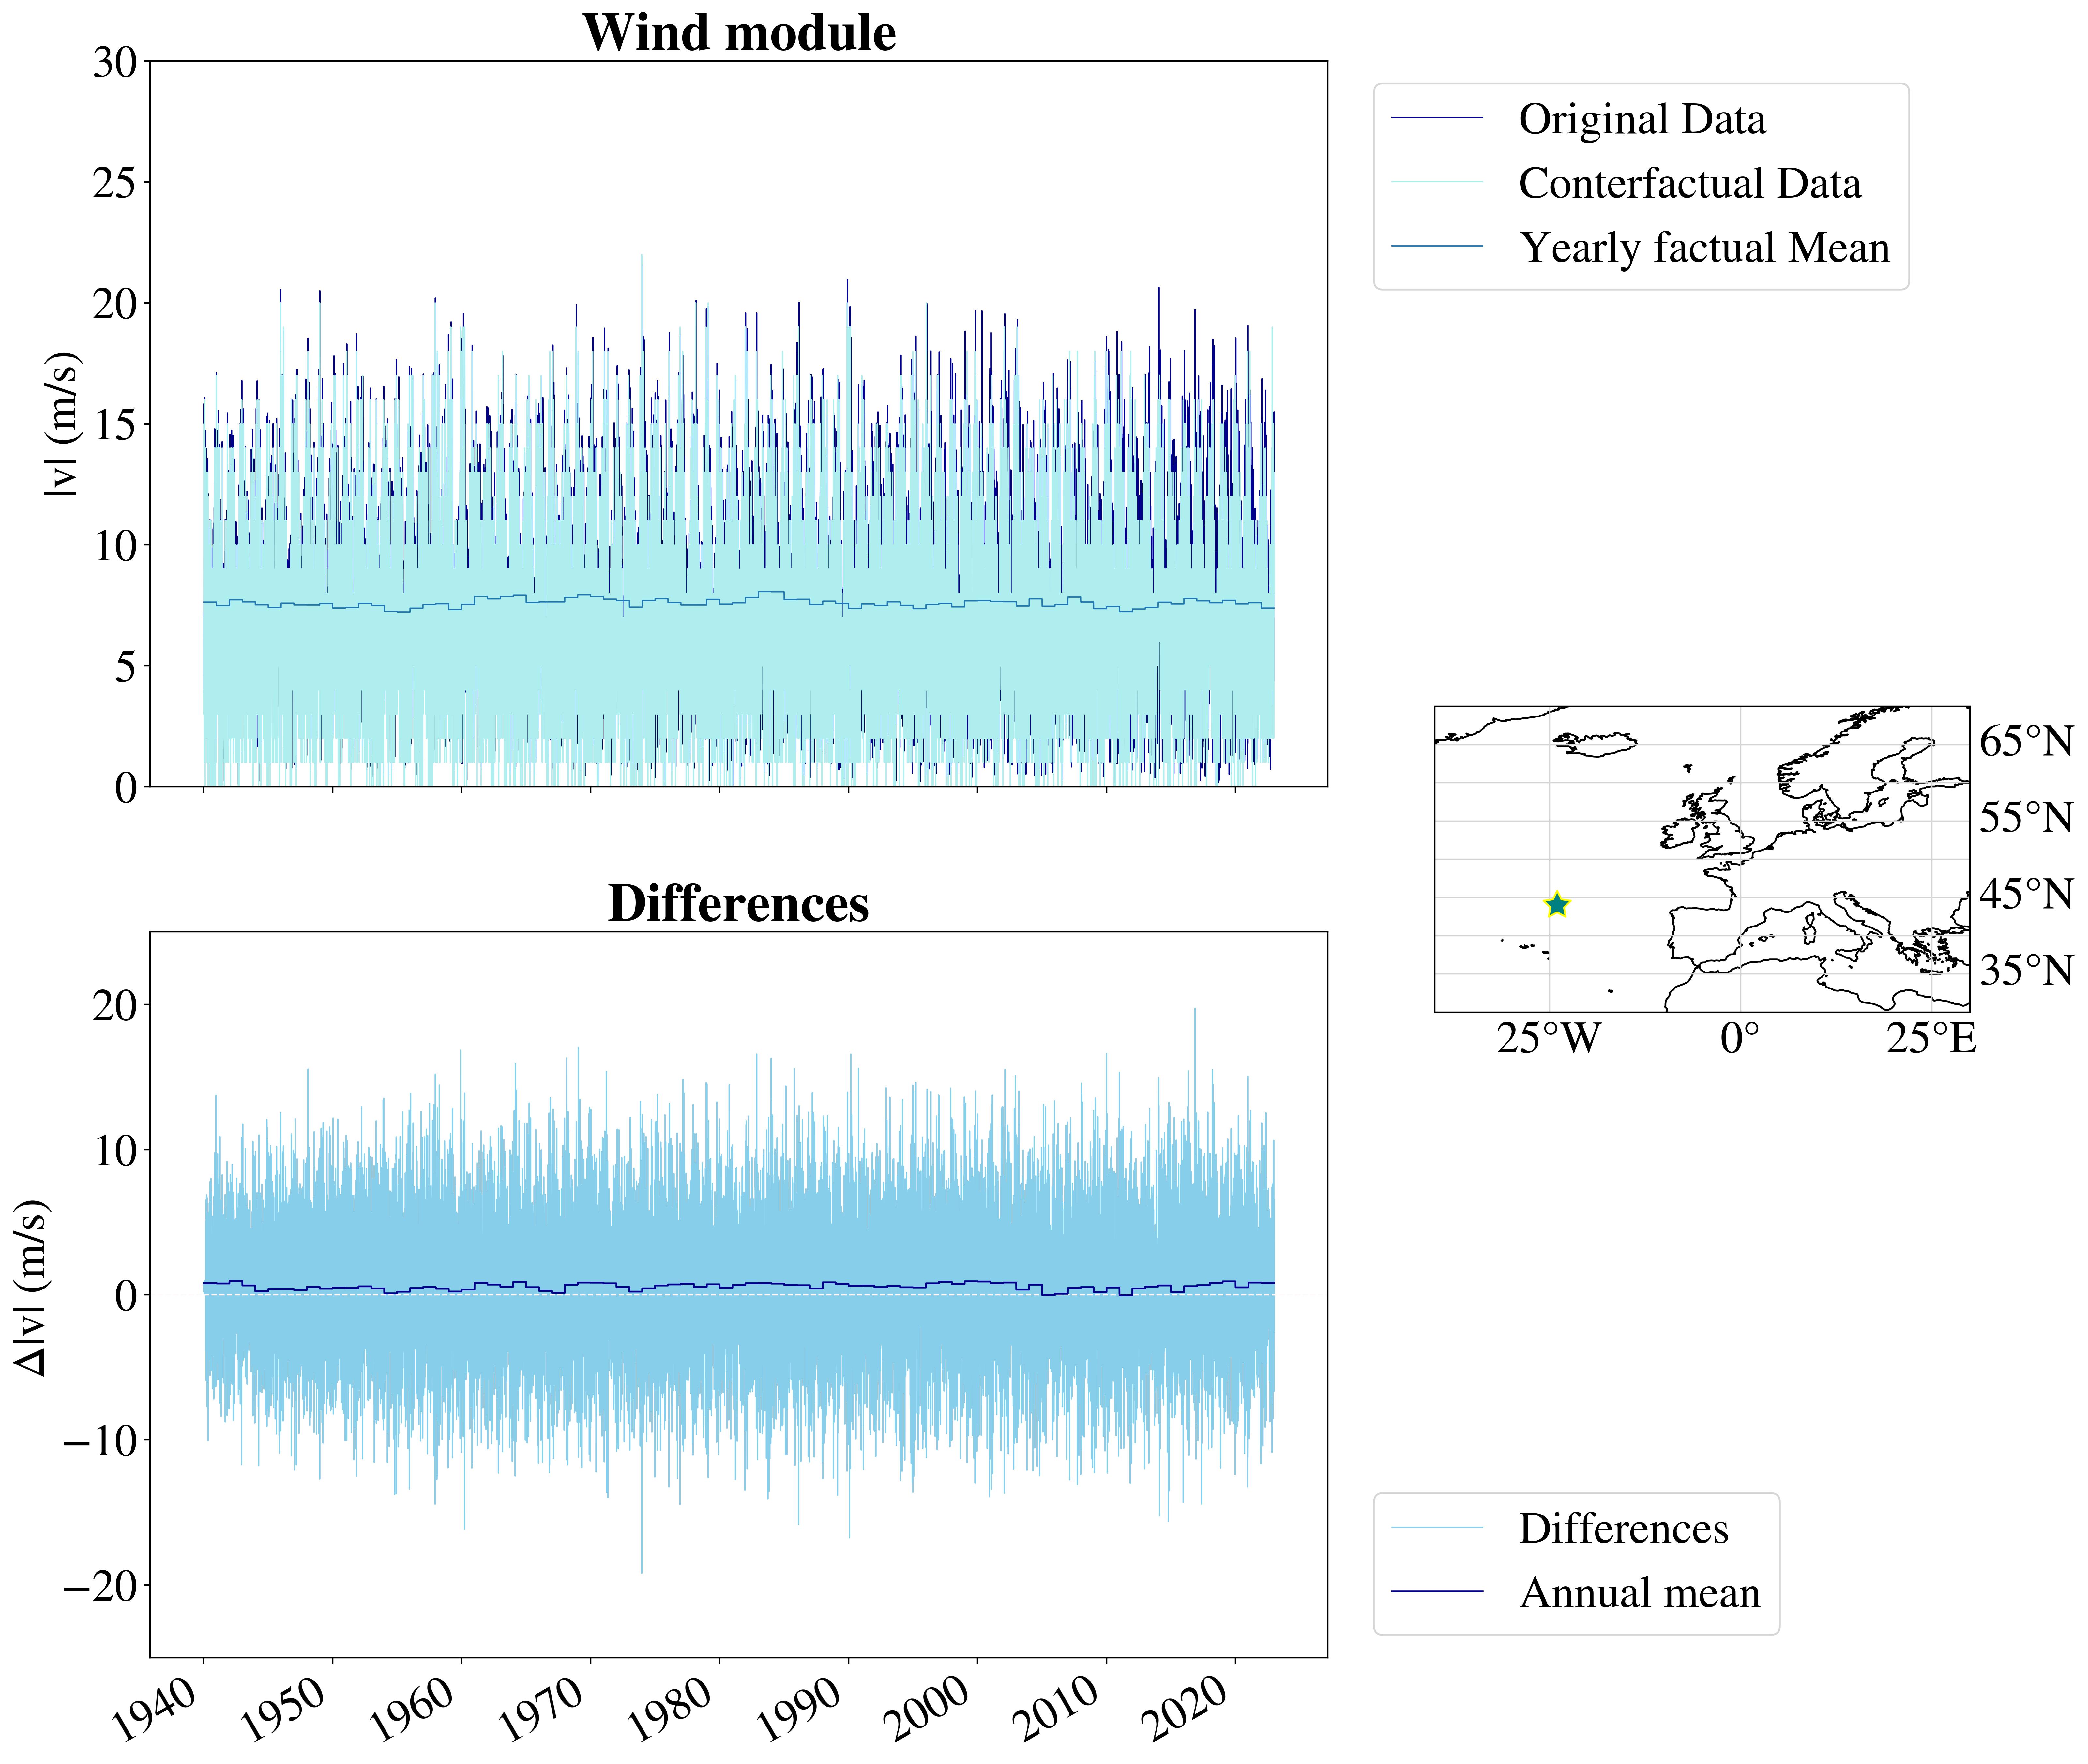 Wind module
30
25
20
15
10
5
0
|v| (m/s)
Original Data
Conterfactual Data
Yearly factual Mean
65°N
55°N
45°N
35°N
25°W 0° 25°E
Differences
20
10
0
−10
−20
Δ|v| (m/s)
1940 1950 1960 1970 1980 1990 2000 2010 2020
Differences
Annual mean